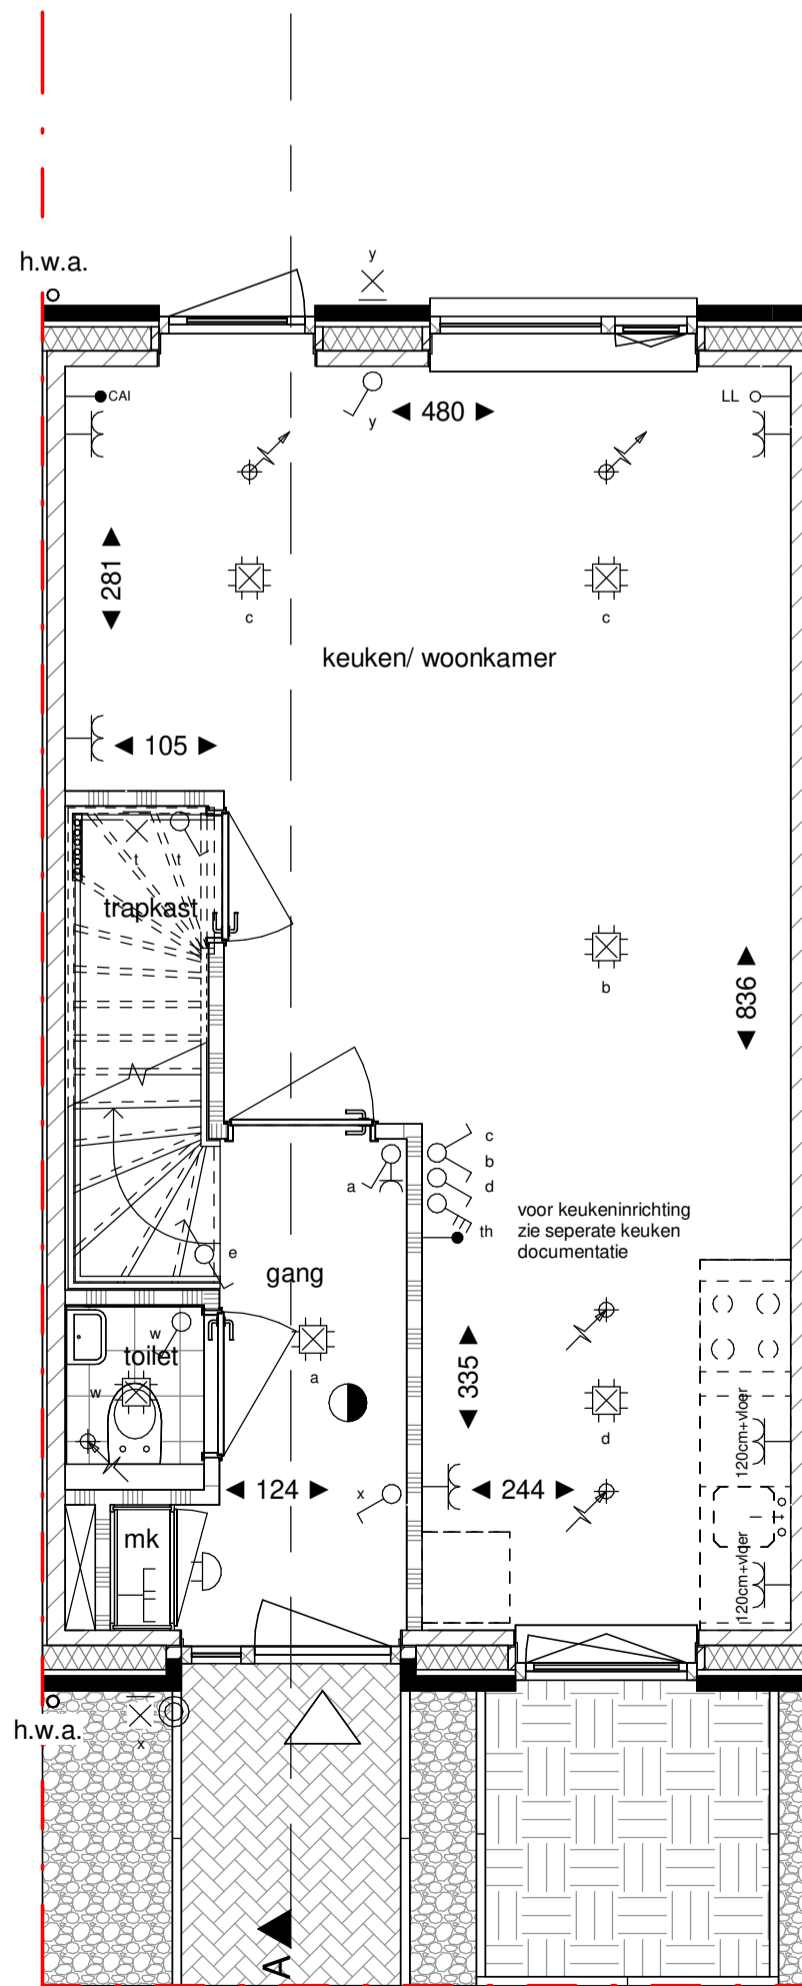 h.w.a.
y
CAI
y
◄ 480 ►
LL
◄ 281 ►
c
c
keuken/ woonkamer
◄ 105 ►
t
t
trapkast
b
◄ 836 ►
c
b
a
d
th
voor keukeninrichting
zie seperate keuken
documentatie
e
gang
w
toilet
a
w
◄ 335 ►
d
120cm+vloer
x
◄ 124 ►
◄ 244 ►
mk
120cm+vloer
h.w.a.
x
A